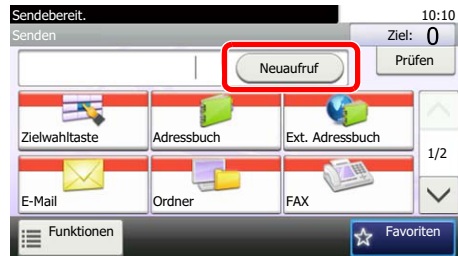 Sendebereit. 10:10
Senden Ziel: 0
Neuaufruf Prüfen
Zielwahltaste Adressbuch Ext. Adressbuch
1/2
E-Mail Ordner FAX
Funktionen Favoriten